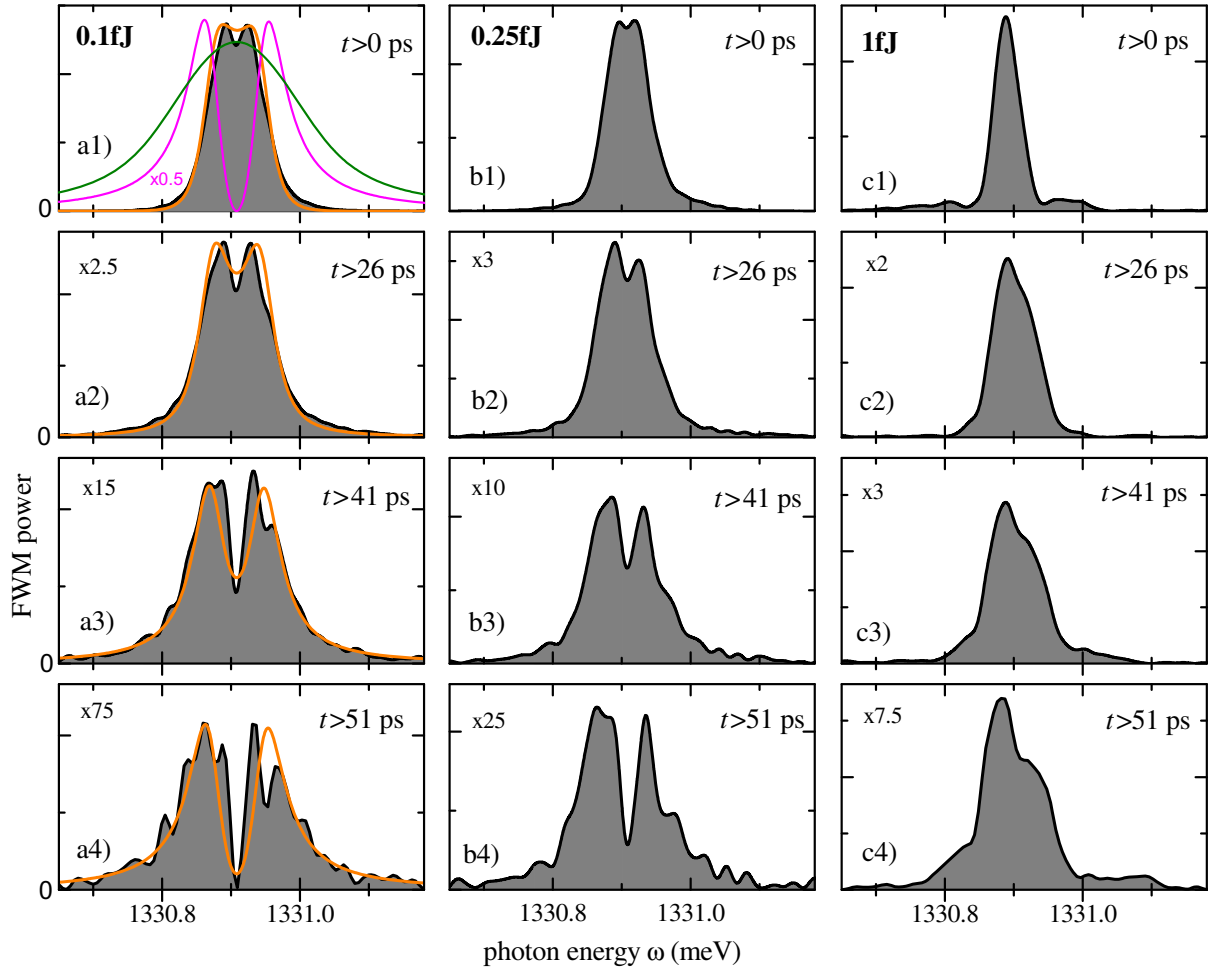 0.1fJ
t>0 ps
a1)
x0.5
0
0.25fJ
t>0 ps
b1)
1fJ
t>0 ps
c1)
x2.5
t>26 ps
a2)
0
x3
t>26 ps
b2)
x2
t>26 ps
c2)
x15
t>41 ps
a3)
0
x10
t>41 ps
b3)
x3
t>41 ps
c3)
x75
t>51 ps
a4)
0
x25
t>51 ps
b4)
x7.5
t>51 ps
c4)
FWM power
1330.8 1331.0 1330.8 1331.0 1330.8 1331.0
photon energy ω (meV)